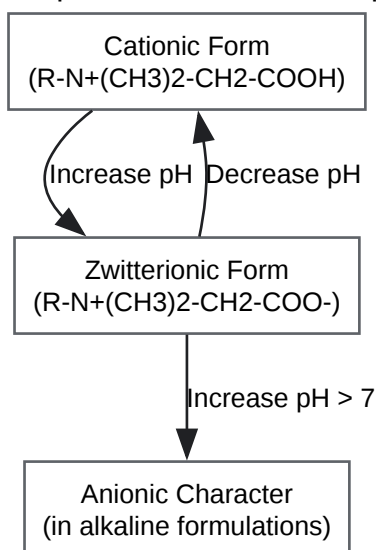 Cationic Form
(R-N+(CH3)2-CH2-COOH)
Increase pH
Decrease pH
Zwitterionic Form
(R-N+(CH3)2-CH2-COO-)
Increase pH > 7
Anionic Character
(in alkaline formulations)